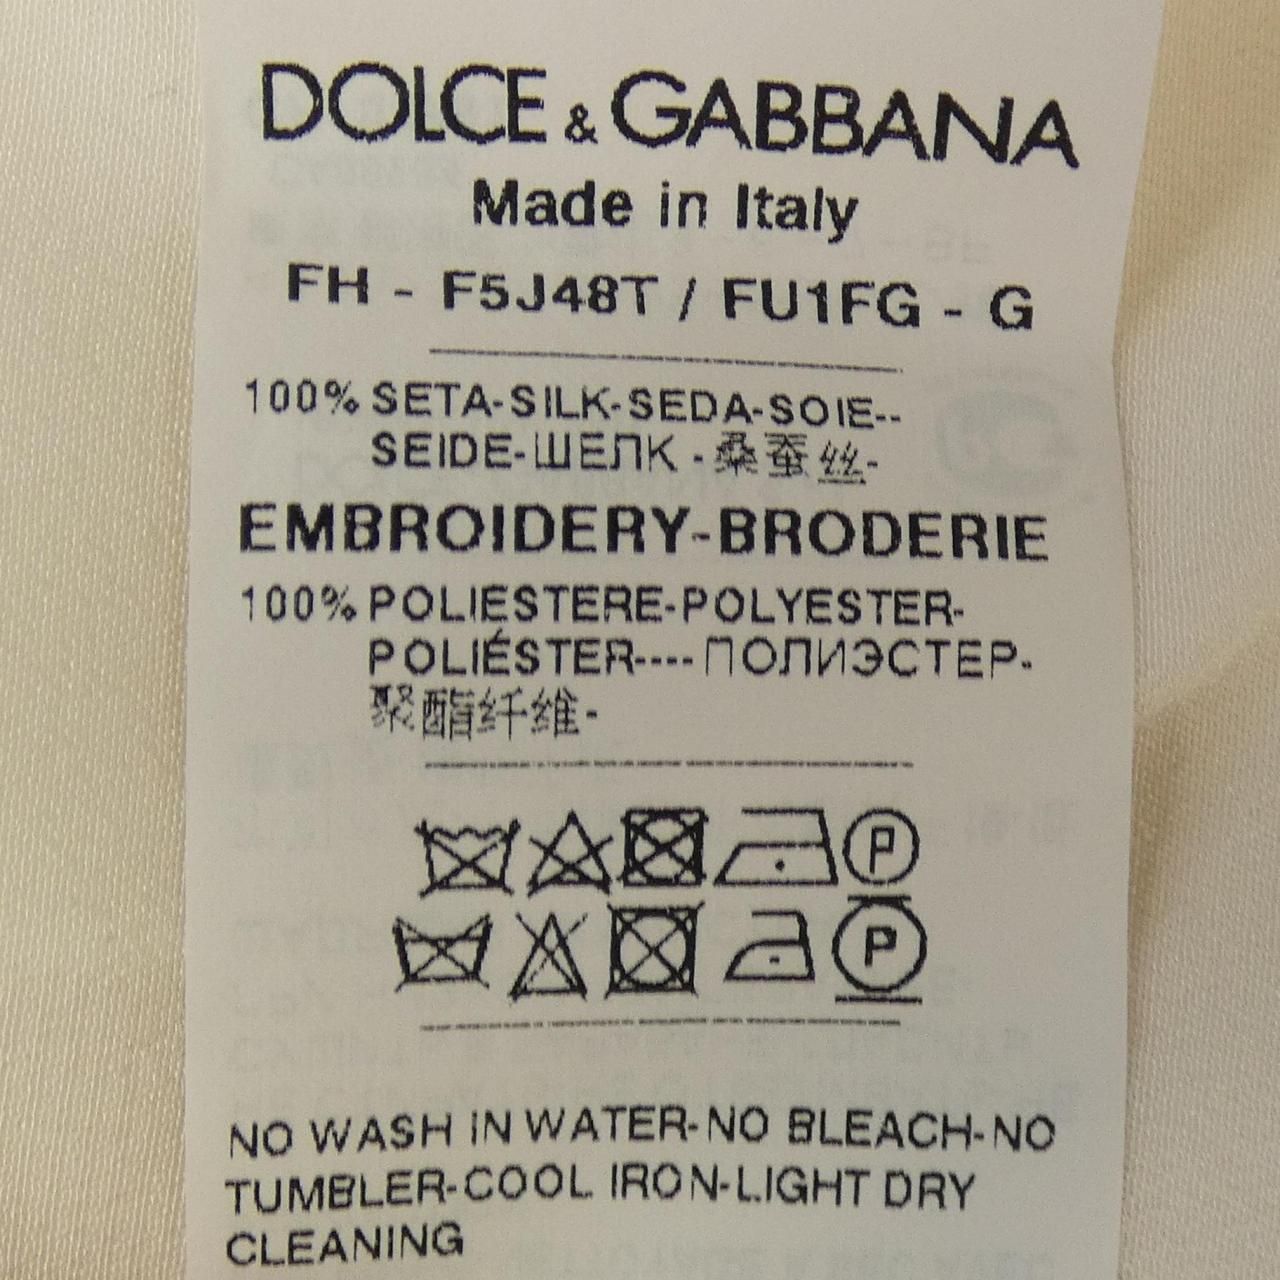 DOLCE & GABBANA
Made in Italy
FH - F5J48T / FU1FG - G
100% SETA-SILK-SEDA-SOIE--
SEIDE-ШЕЛК -桑蚕丝-
EMBROIDERY-BRODERIE
100% POLIESTERE-POLYESTER-
POLIÉSTER----ПОЛИЭСТЕР-
聚酯纤维-
P
P
NO WASH IN WATER-NO BLEACH-NO
TUMBLER-COOL IRON-LIGHT DRY
CLEANING